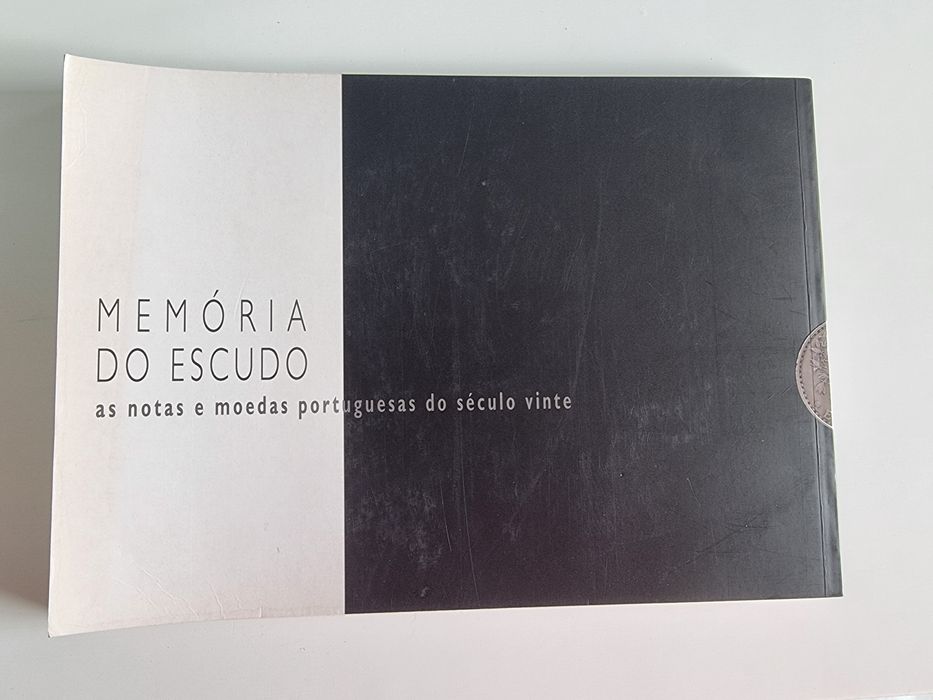 MEMÓRIA
DO ESCUDO
as notas e moedas portuguesas do século vinte